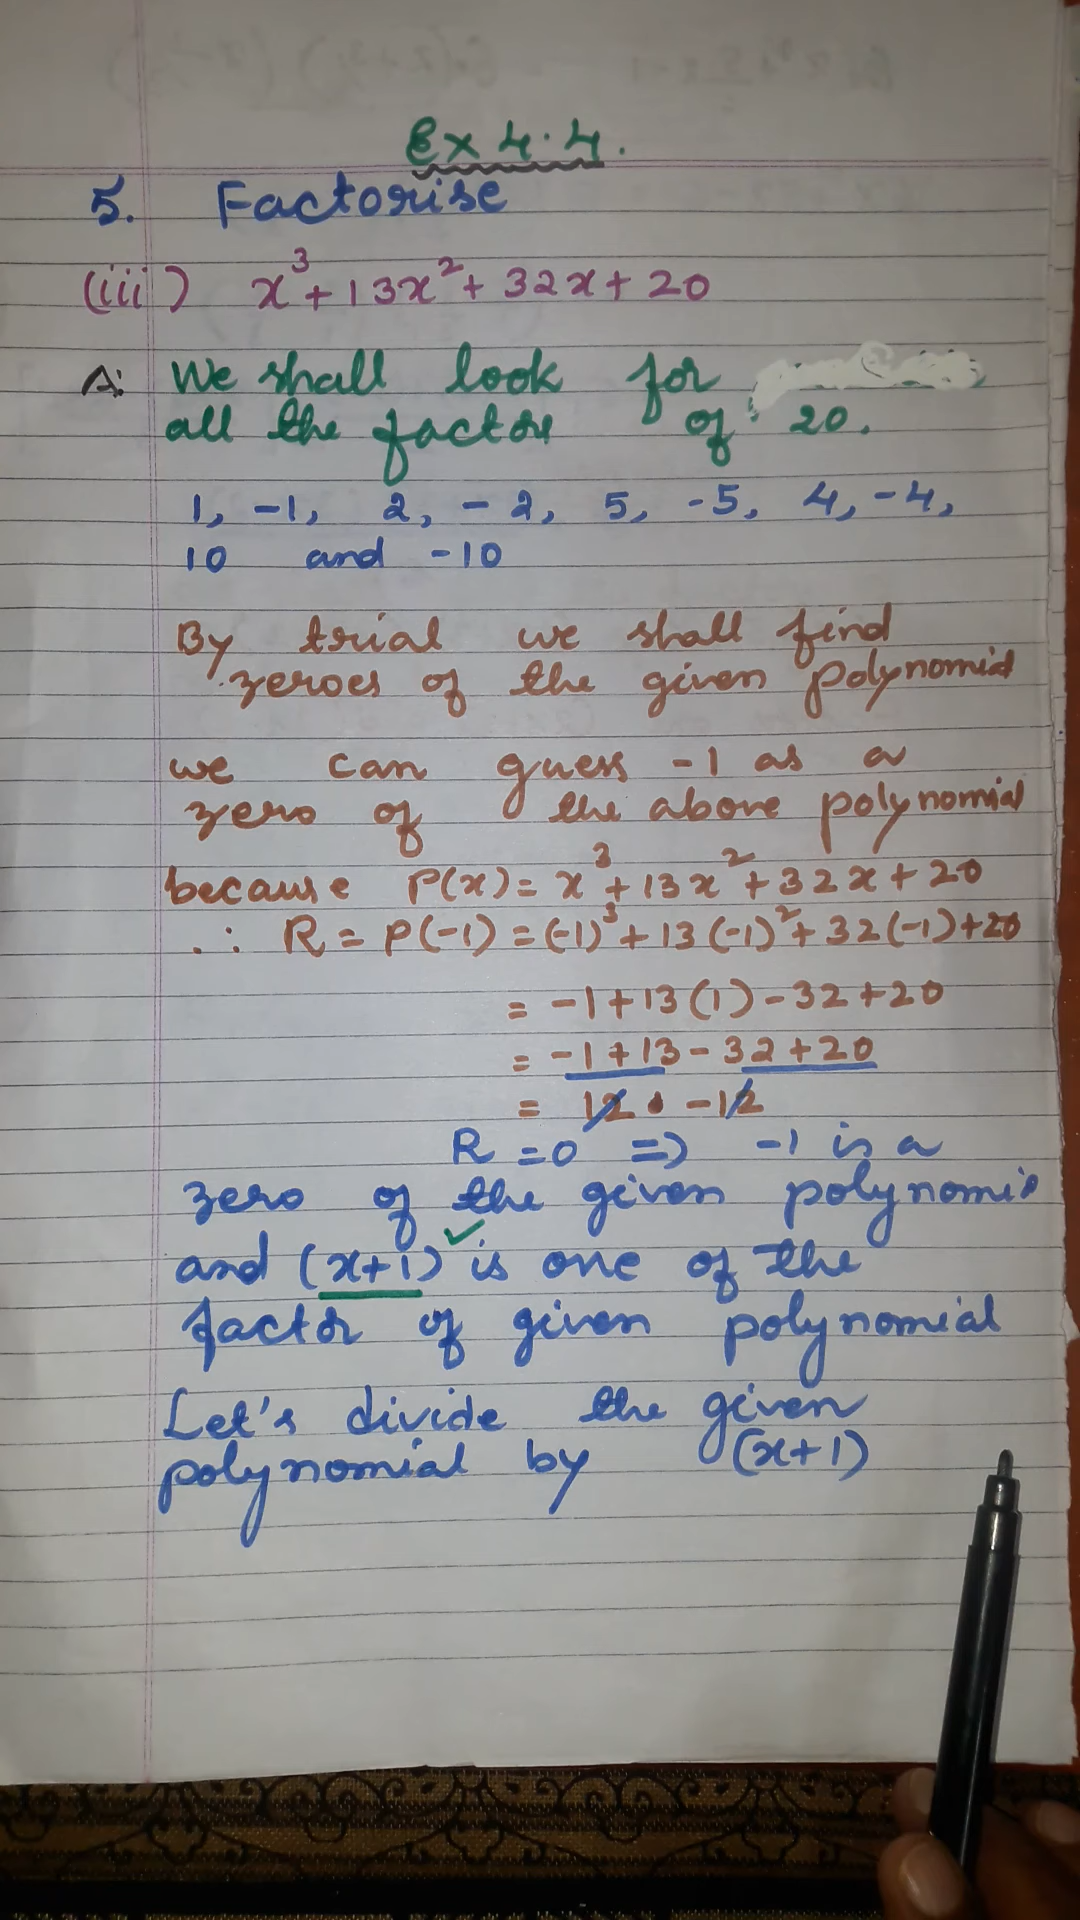 Ex 4.4.
5. Factorise
(iii) x³ + 13x² + 32x + 20
A: We shall look for
all the factors of 20.
1, -1, 2, -2, 5, -5, 4, -4,
10 and -10
By trial we shall find
zeroes of the given polynomial
we can guess -1 as a
zero of the above polynomial
because P(x) = x³ + 13x² + 32x + 20
∴ R = P(-1) = (-1)³ + 13(-1)² + 32(-1) + 20
= -1 + 13(1) - 32 + 20
= -1 + 13 - 32 + 20
= 12 - 12
R = 0 => -1 is a
zero of the given polynomi
and (x+1) ✓ is one of the
factor of given polynomial
Let's divide the given
polynomial by (x+1)